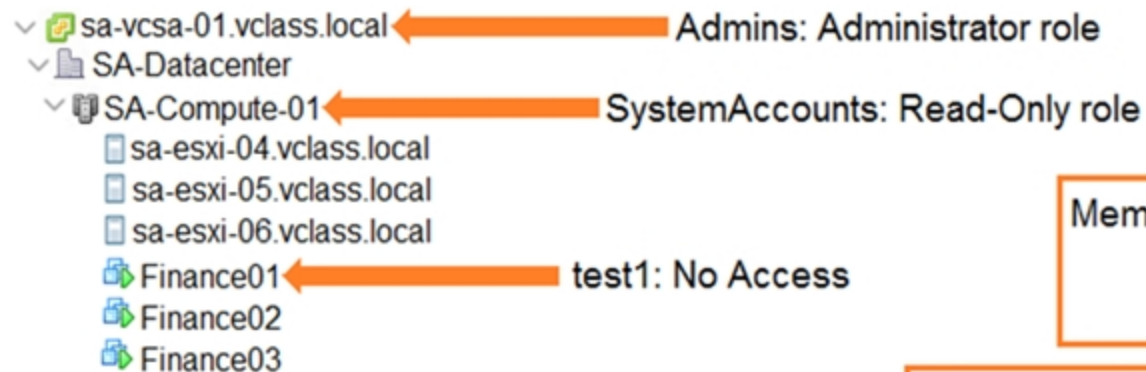 sa-vcsa-01.vclass.local Admins: Administrator role
SA-Datacenter
SA-Compute-01 SystemAccounts: Read-Only role
sa-esxi-04.vclass.local
sa-esxi-05.vclass.local
sa-esxi-06.vclass.local
Finance01 test1: No Access
Finance02
Finance03